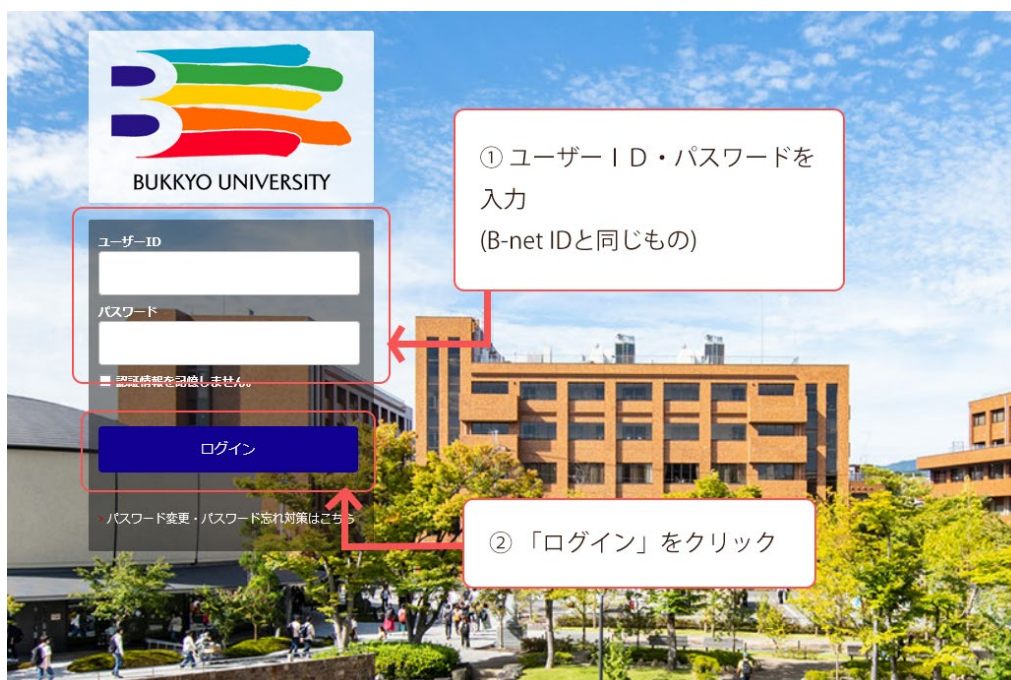 BUKKYO UNIVERSITY
ユーザーID
パスワード
認証情報を記憶しません。
ログイン
パスワード変更・パスワード忘れ対策はこちら
① ユーザーＩＤ・パスワードを
入力
(B-net IDと同じもの)
② 「ログイン」をクリック